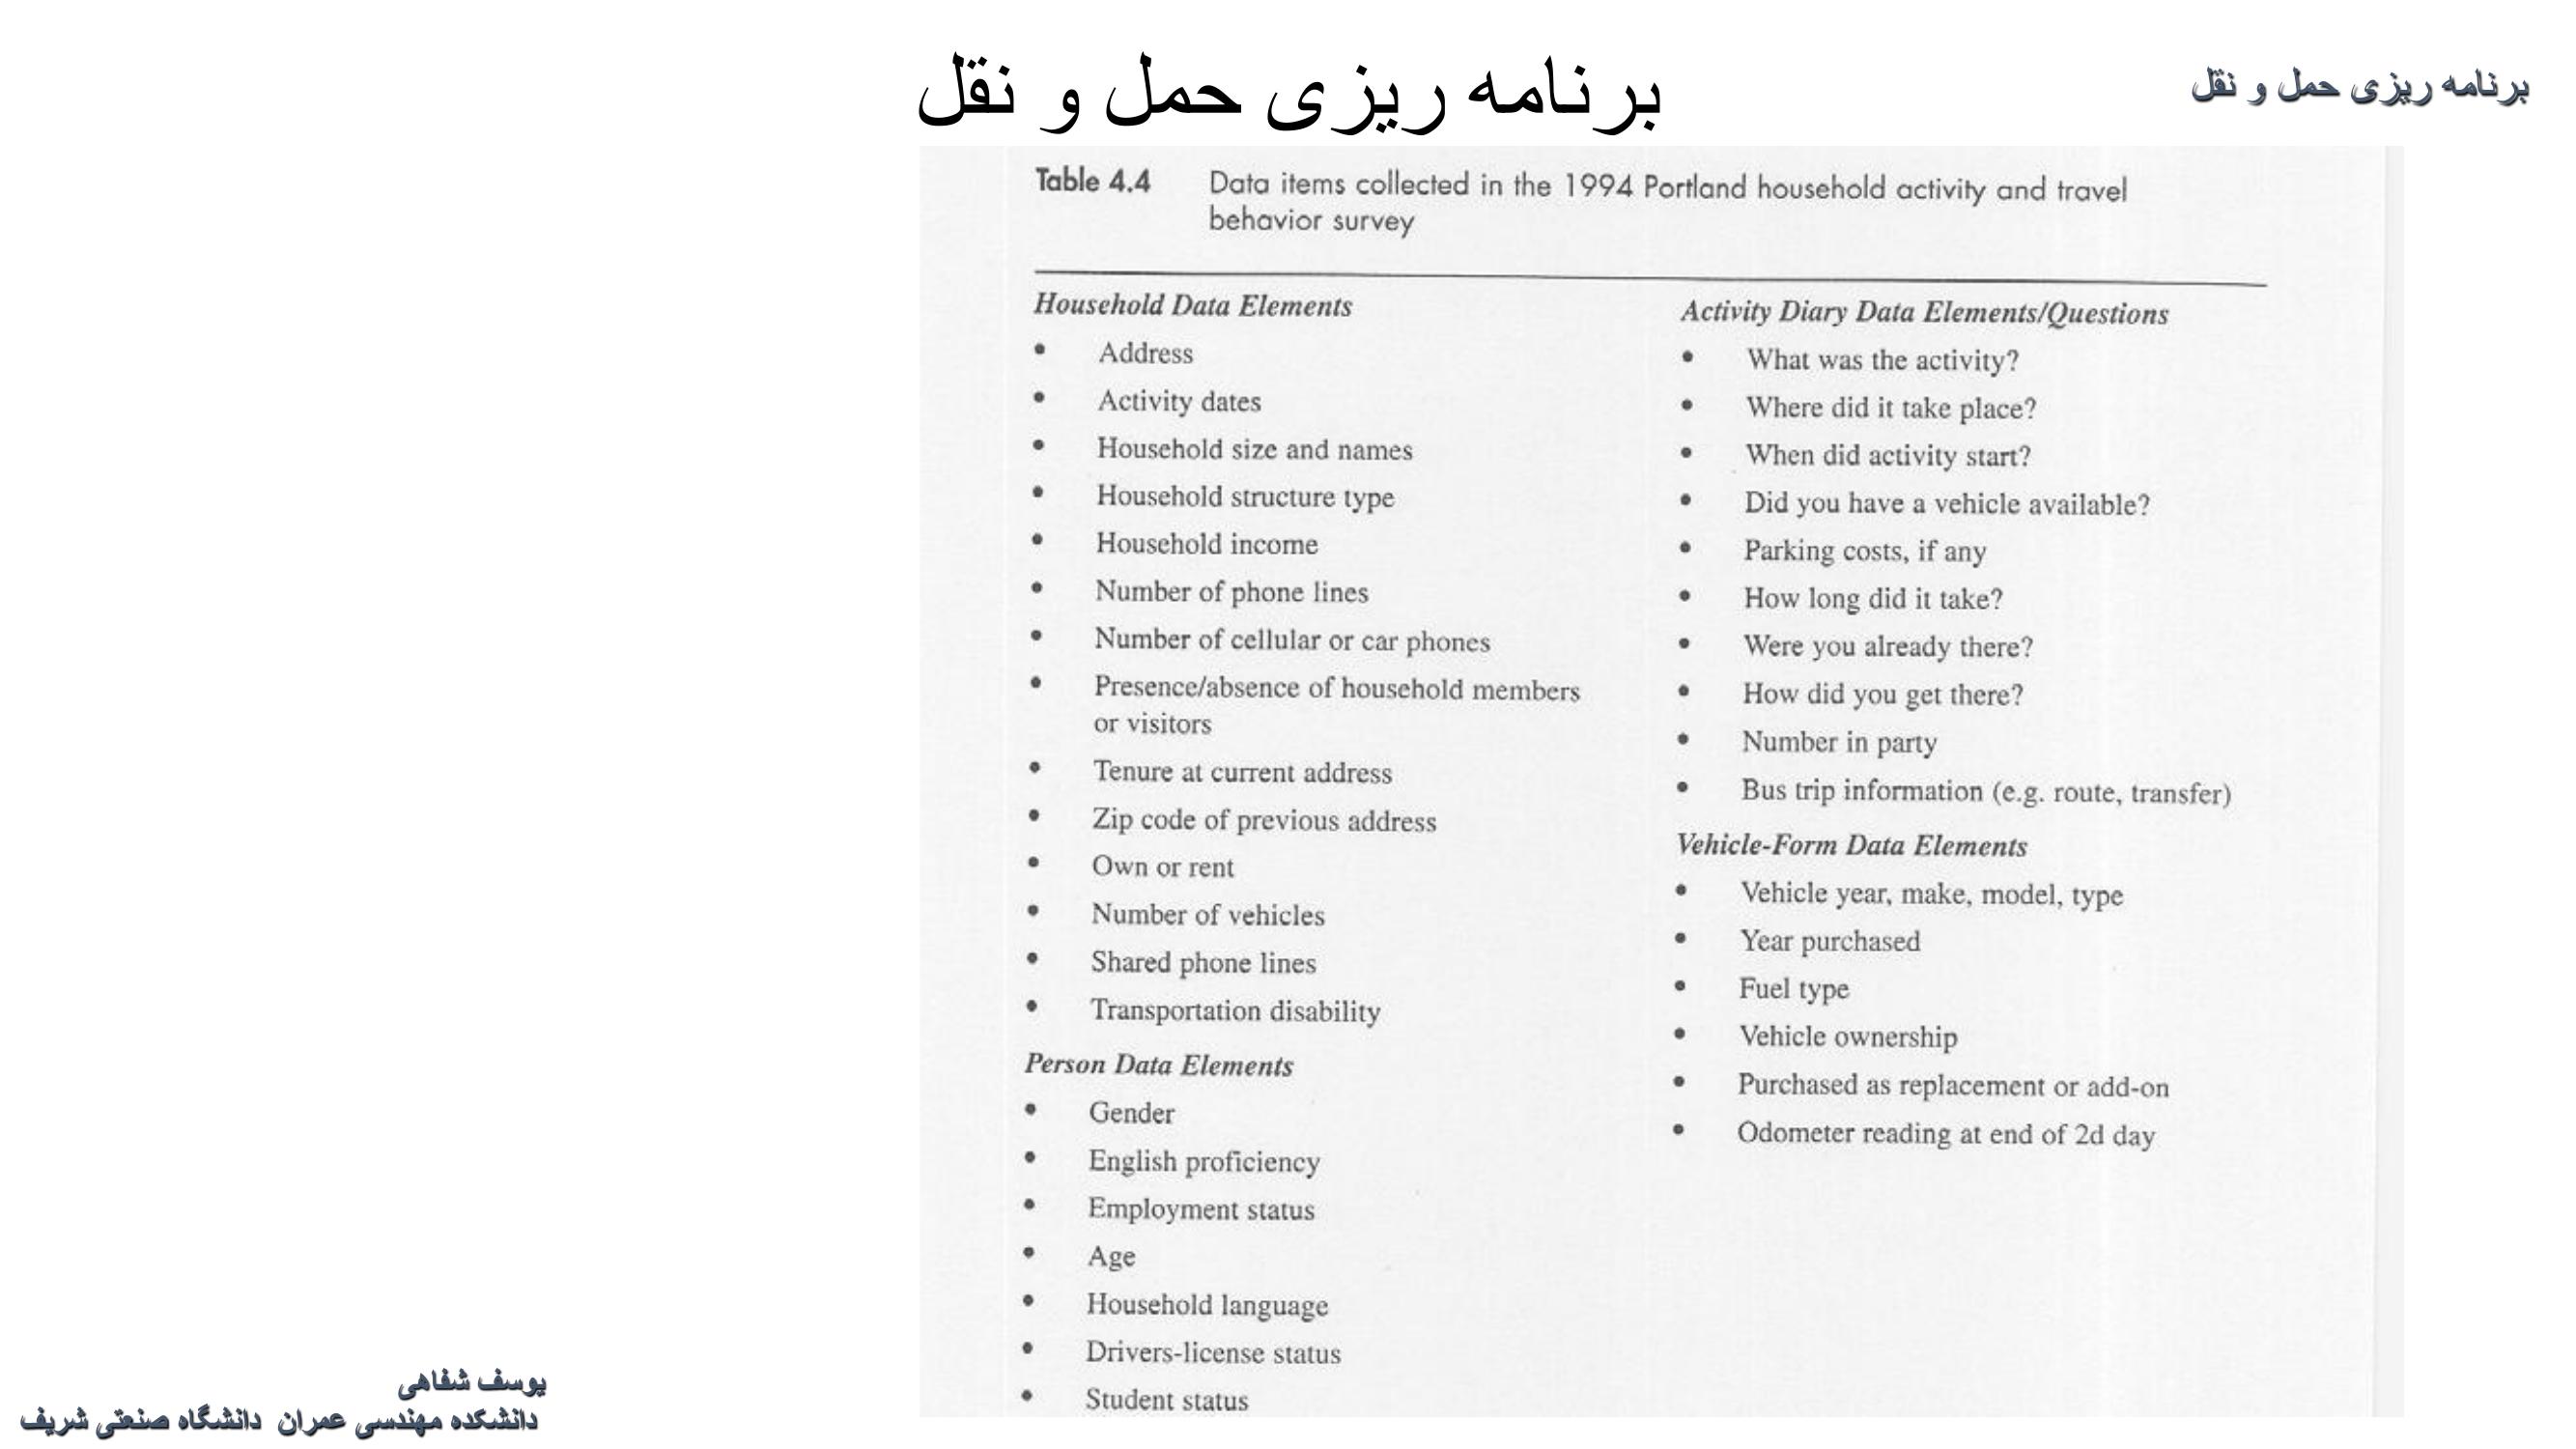 برنامه ریزی حمل و نقل
برنامه ریزی حمل و نقل
Table 4.4 Data items collected in the 1994 Portland household activity and travel
behavior survey
Household Data Elements
• Address
• Activity dates
• Household size and names
• Household structure type
• Household income
• Number of phone lines
• Number of cellular or car phones
• Presence/absence of household members
or visitors
• Tenure at current address
• Zip code of previous address
• Own or rent
• Number of vehicles
• Shared phone lines
• Transportation disability
Person Data Elements
• Gender
• English proficiency
• Employment status
• Age
• Household language
• Drivers-license status
• Student status
Activity Diary Data Elements/Questions
• What was the activity?
• Where did it take place?
• When did activity start?
• Did you have a vehicle available?
• Parking costs, if any
• How long did it take?
• Were you already there?
• How did you get there?
• Number in party
• Bus trip information (e.g. route, transfer)
Vehicle-Form Data Elements
• Vehicle year, make, model, type
• Year purchased
• Fuel type
• Vehicle ownership
• Purchased as replacement or add-on
• Odometer reading at end of 2d day
یوسف شفاهی
دانشکده مهندسی عمران دانشگاه صنعتی شریف